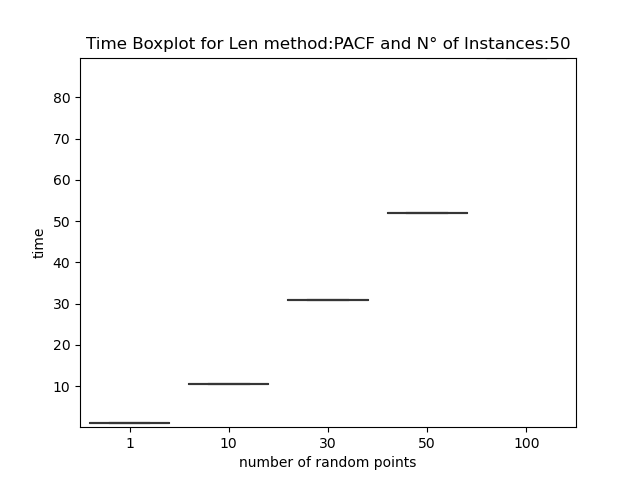 Time Boxplot for Len method:PACF and N° of Instances:50
80
70
60
50
40
30
20
10
time
1 10 30 50 100
number of random points